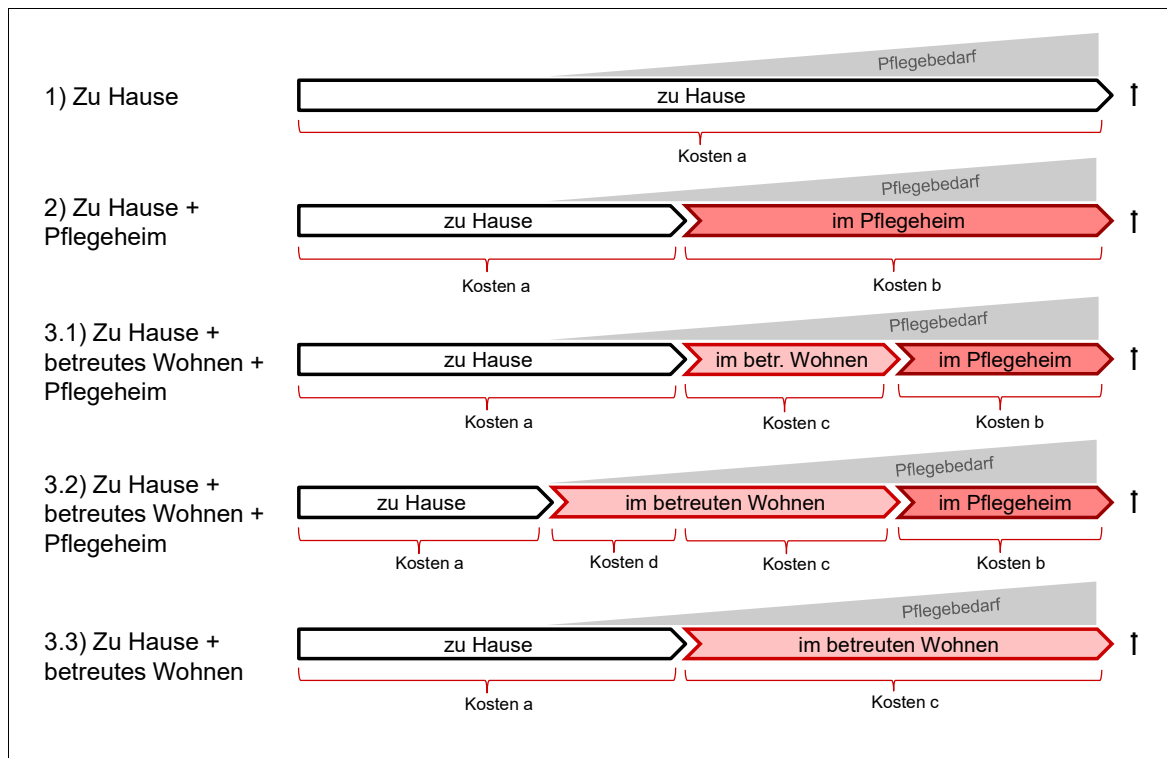 Pflegebedarf
1) Zu Hause
zu Hause
†
Kosten a
Pflegebedarf
2) Zu Hause +
Pflegeheim
zu Hause
im Pflegeheim
†
Kosten a
Kosten b
Pflegebedarf
3.1) Zu Hause +
betreutes Wohnen +
Pflegeheim
zu Hause
im betr. Wohnen
im Pflegeheim
†
Kosten a
Kosten c
Kosten b
Pflegebedarf
3.2) Zu Hause +
betreutes Wohnen +
Pflegeheim
zu Hause
im betreuten Wohnen
im Pflegeheim
†
Kosten a
Kosten d
Kosten c
Kosten b
Pflegebedarf
3.3) Zu Hause +
betreutes Wohnen
zu Hause
im betreuten Wohnen
†
Kosten a
Kosten c